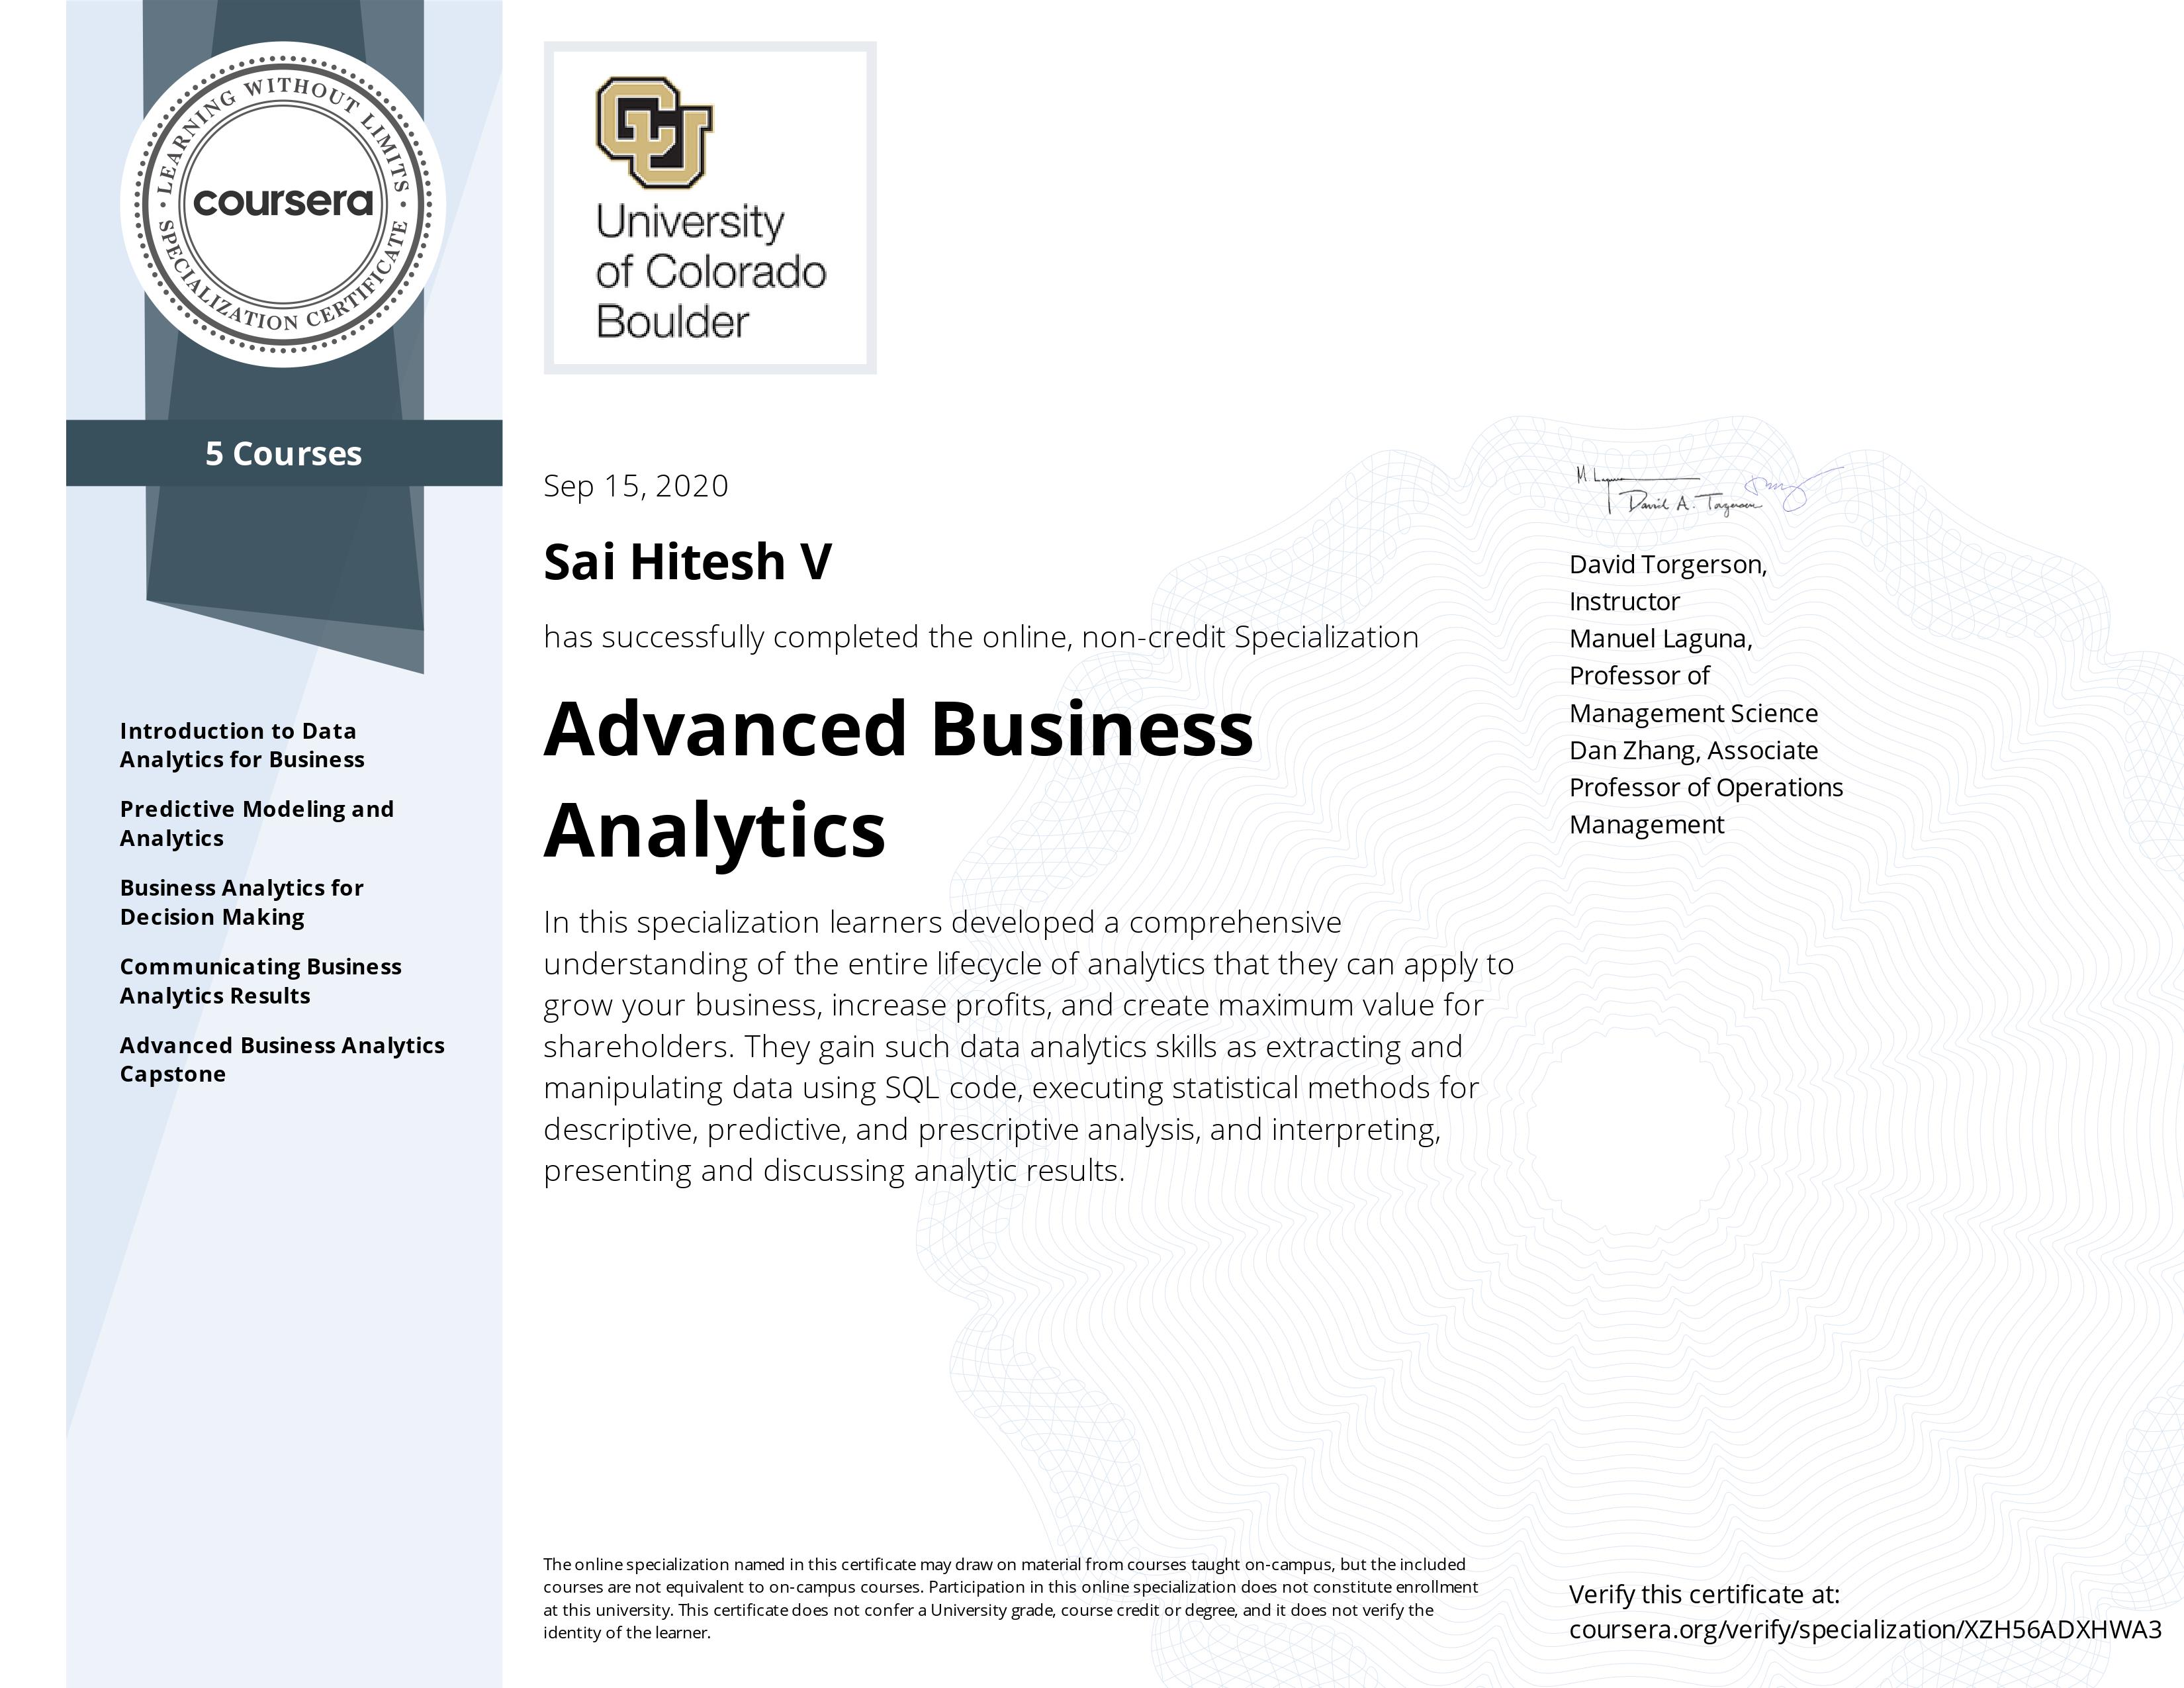 LEARNING WITHOUT LIMITS
coursera
SPECIALIZATION CERTIFICATE
5 Courses
Introduction to Data
Analytics for Business
Predictive Modeling and
Analytics
Business Analytics for
Decision Making
Communicating Business
Analytics Results
Advanced Business Analytics
Capstone
CU
University
of Colorado
Boulder
Sep 15, 2020
Sai Hitesh V
has successfully completed the online, non-credit Specialization
Advanced Business
Analytics
In this specialization learners developed a comprehensive
understanding of the entire lifecycle of analytics that they can apply to
grow your business, increase profits, and create maximum value for
shareholders. They gain such data analytics skills as extracting and
manipulating data using SQL code, executing statistical methods for
descriptive, predictive, and prescriptive analysis, and interpreting,
presenting and discussing analytic results.
The online specialization named in this certificate may draw on material from courses taught on-campus, but the included
courses are not equivalent to on-campus courses. Participation in this online specialization does not constitute enrollment
at this university. This certificate does not confer a University grade, course credit or degree, and it does not verify the
identity of the learner.
M. Laguna
David A. Torgerson
David Torgerson,
Instructor
Manuel Laguna,
Professor of
Management Science
Dan Zhang, Associate
Professor of Operations
Management
Verify this certificate at:
coursera.org/verify/specialization/XZH56ADXHWA3